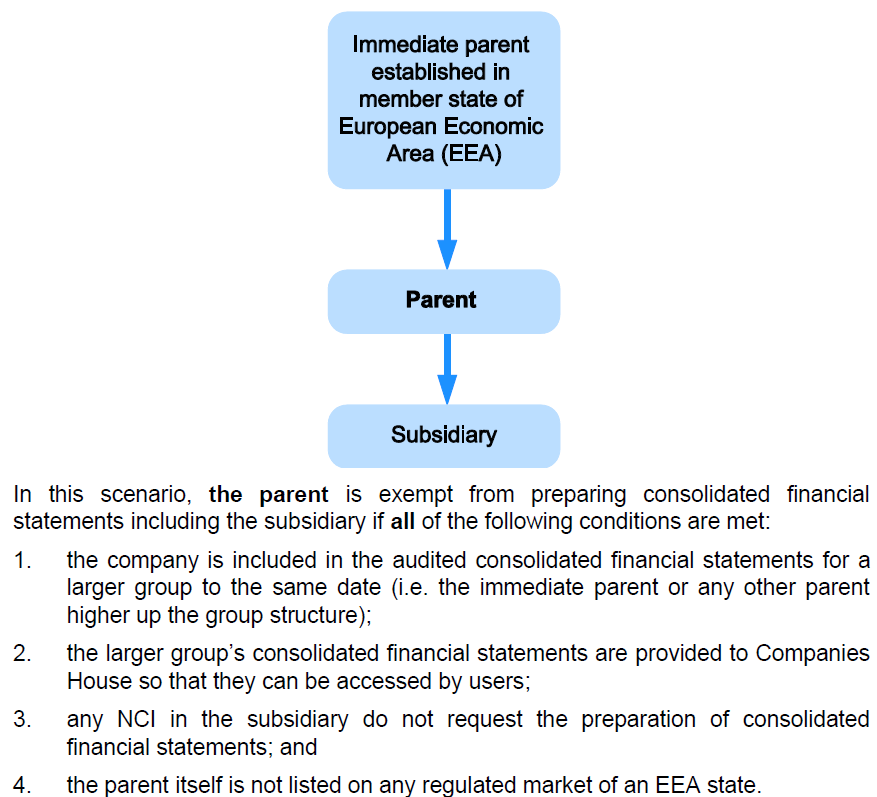 Immediate parent
established in
member state of
European Economic
Area (EEA)
Parent
Subsidiary
In this scenario, the parent is exempt from preparing consolidated financial
statements including the subsidiary if all of the following conditions are met:
1. the company is included in the audited consolidated financial statements for a
larger group to the same date (i.e. the immediate parent or any other parent
higher up the group structure);
2. the larger group’s consolidated financial statements are provided to Companies
House so that they can be accessed by users;
3. any NCI in the subsidiary do not request the preparation of consolidated
financial statements; and
4. the parent itself is not listed on any regulated market of an EEA state.